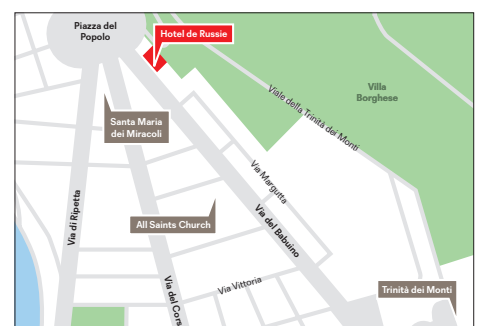 Piazza del
Popolo
Hotel de Russie
Villa
Borghese
Viale della Trinità dei Monti
Santa Maria
dei Miracoli
Via Margutta
Via di Ripetta
All Saints Church
Via del Babuino
Via del Cors
Via Vittoria
Trinità dei Monti